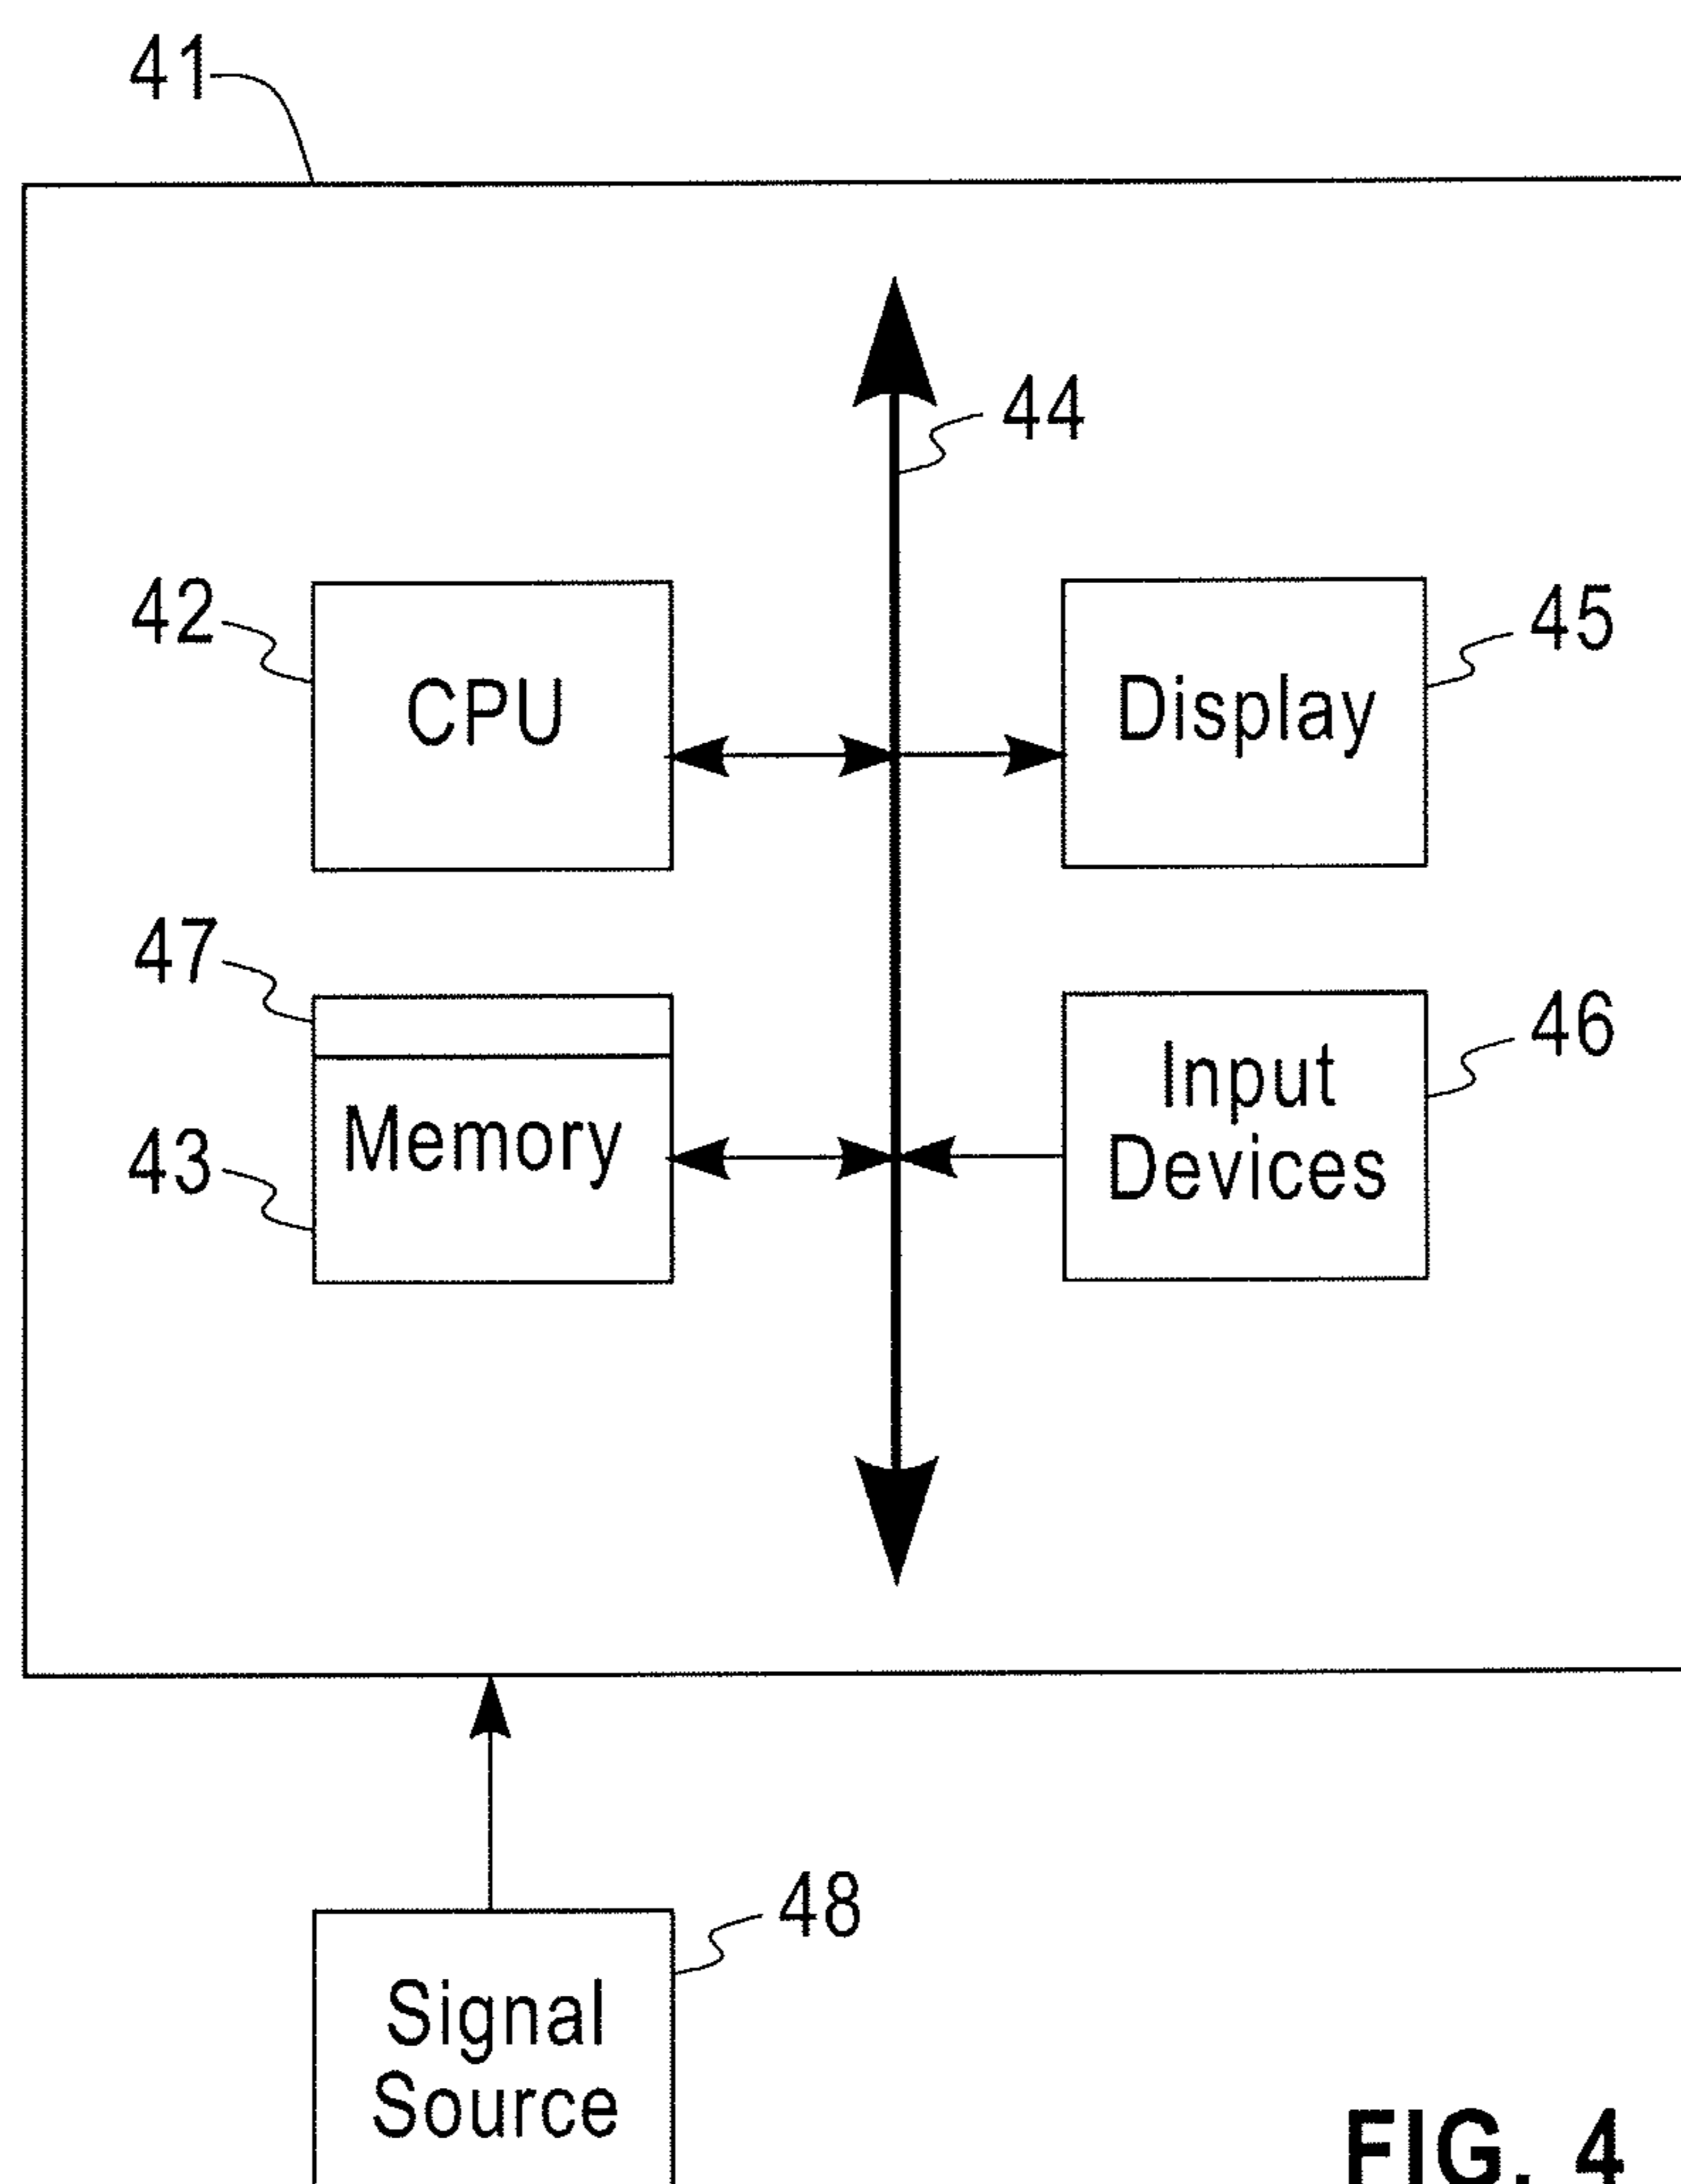 41
44
42
CPU
45
Display
47
43
Memory
46
Input
Devices
48
Signal
Source
FIG. 4